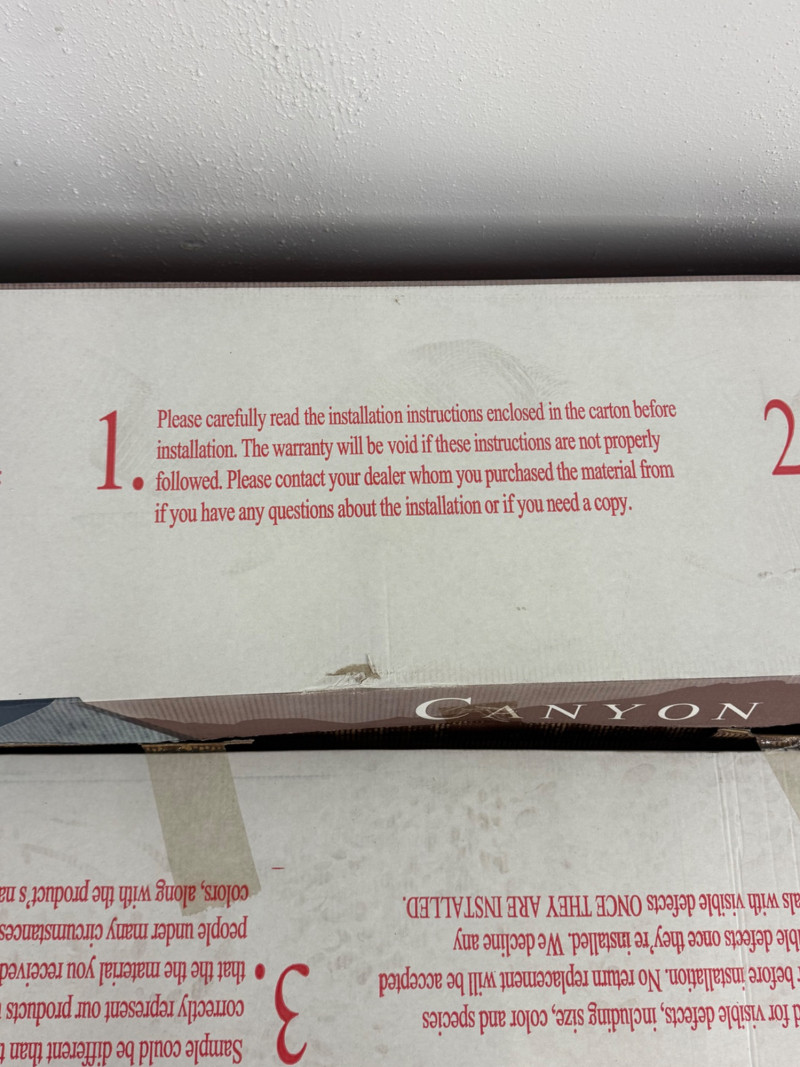 1. Please carefully read the installation instructions enclosed in the carton before
installation. The warranty will be void if these instructions are not properly
followed. Please contact your dealer whom you purchased the material from
if you have any questions about the installation or if you need a copy.
2
CANYON
for visible defects, including size, color and species
before installation. No return replacement will be accepted
defects once they're installed. We decline any
with visible defects ONCE THEY ARE INSTALLED.
3. Sample could be different than
correctly represent our products
that the the material you received
people under many circumstances
colors, along with the product's